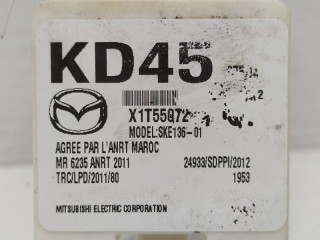 KD45
X1T55Q72
MODEL:SKE136-01
AGREE PAR L'ANRT MAROC
MR 6235 ANRT 2011 24933/SDPPI/2012
TRC/LPD/2011/80 1953
MITSUBISHI ELECTRIC CORPORATION